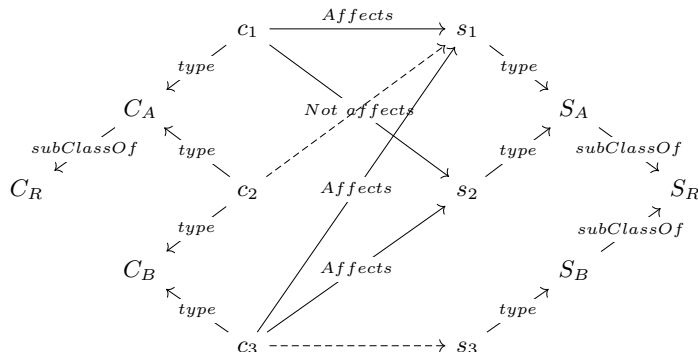 c₁ Affects s₁
type type
C_A Not affects S_A
subClassOf type type subClassOf
C_R c₂ Affects s₂ S_R
type subClassOf
C_B Affects S_B
type type
c₃ s₃